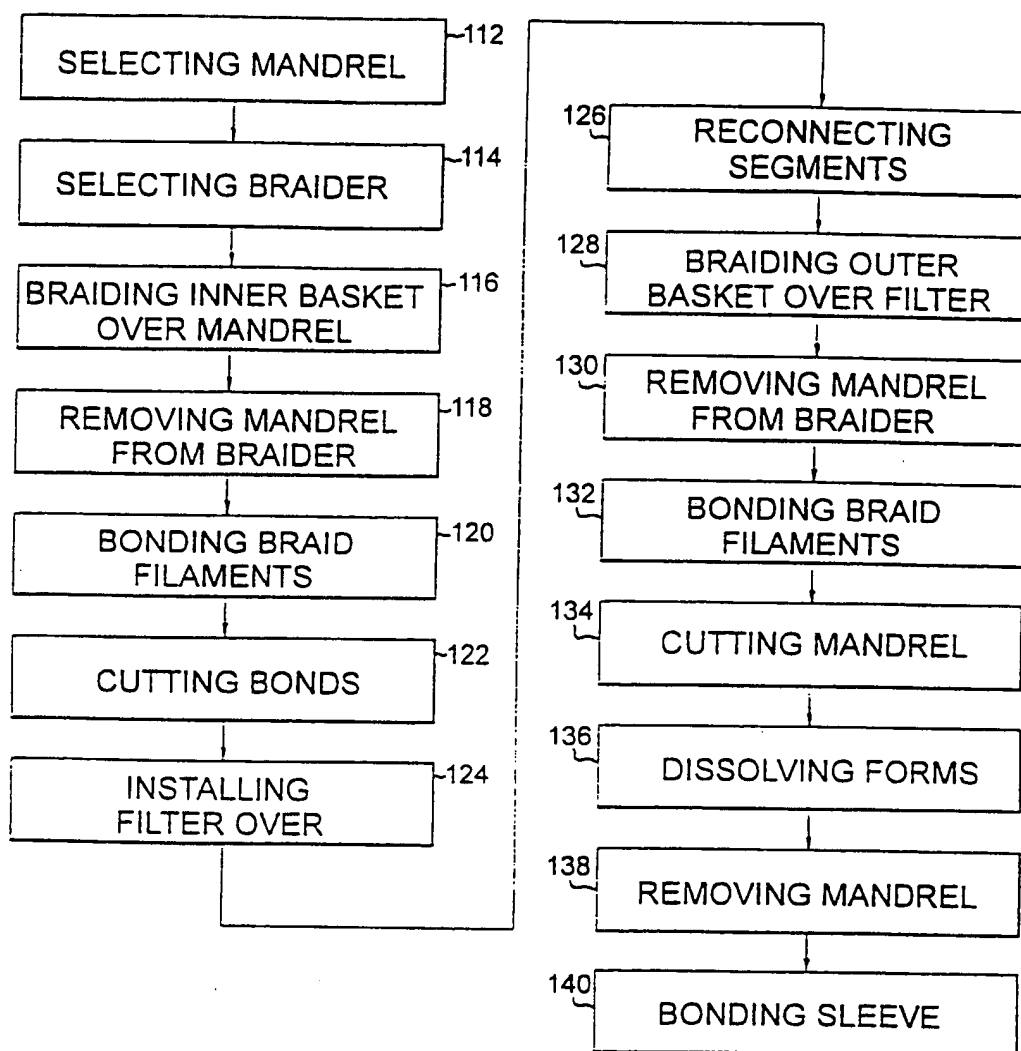 112
SELECTING MANDREL
114
SELECTING BRAIDER
116
BRAIDING INNER BASKET
OVER MANDREL
118
REMOVING MANDREL
FROM BRAIDER
120
BONDING BRAID
FILAMENTS
122
CUTTING BONDS
124
INSTALLING
FILTER OVER
126
RECONNECTING
SEGMENTS
128
BRAIDING OUTER
BASKET OVER FILTER
130
REMOVING MANDREL
FROM BRAIDER
132
BONDING BRAID
FILAMENTS
134
CUTTING MANDREL
136
DISSOLVING FORMS
138
REMOVING MANDREL
140
BONDING SLEEVE